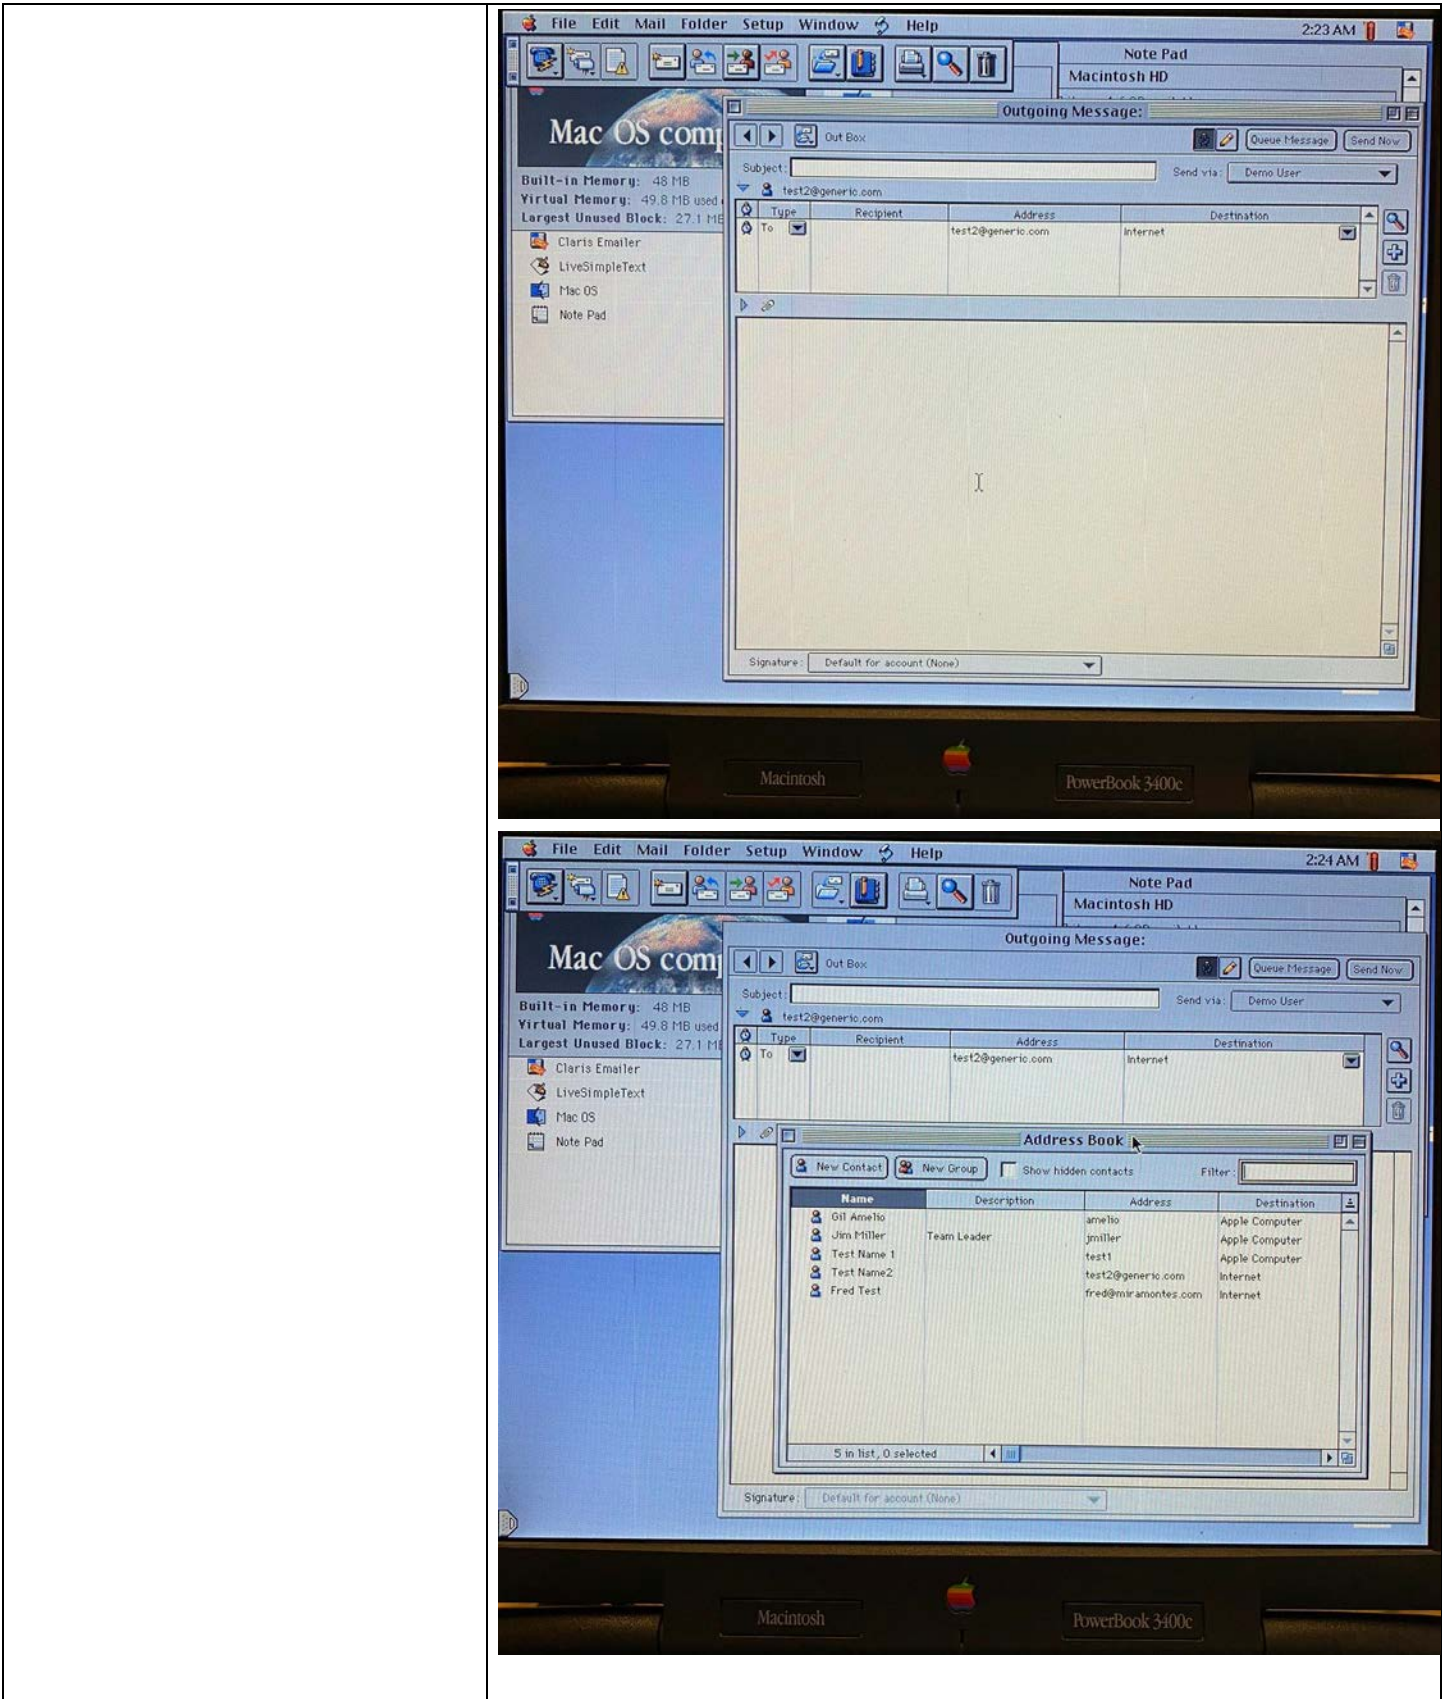 File Edit Mail Folder Setup Window Help 2:23 AM
Note Pad
Macintosh HD
Outgoing Message:
Mac OS comp
Out Box Queue Message Send Now
Subject: Send via: Demo User
Built-in Memory: 48 MB
test2@generic.com
Virtual Memory: 49.8 MB used
Type Recipient Address Destination
Largest Unused Block: 27.1 MB
To test2@generic.com Internet
Claris Emailer
LiveSimpleText
Mac OS
Note Pad
Signature: Default for account (None)
Macintosh PowerBook 3400c
File Edit Mail Folder Setup Window Help 2:24 AM
Note Pad
Macintosh HD
Outgoing Message:
Mac OS comp
Out Box Queue Message Send Now
Subject: Send via: Demo User
Built-in Memory: 48 MB
test2@generic.com
Virtual Memory: 49.8 MB used
Type Recipient Address Destination
Largest Unused Block: 27.1 MB
To test2@generic.com Internet
Claris Emailer
LiveSimpleText
Mac OS
Note Pad
Address Book
New Contact New Group Show hidden contacts Filter:
Name Description Address Destination
Gil Amelio amelio Apple Computer
Jim Miller Team Leader jmiller Apple Computer
Test Name 1 test1 Apple Computer
Test Name2 test2@generic.com Internet
Fred Test fred@miramontes.com Internet
5 in list, 0 selected
Signature: Default for account (None)
Macintosh PowerBook 3400c